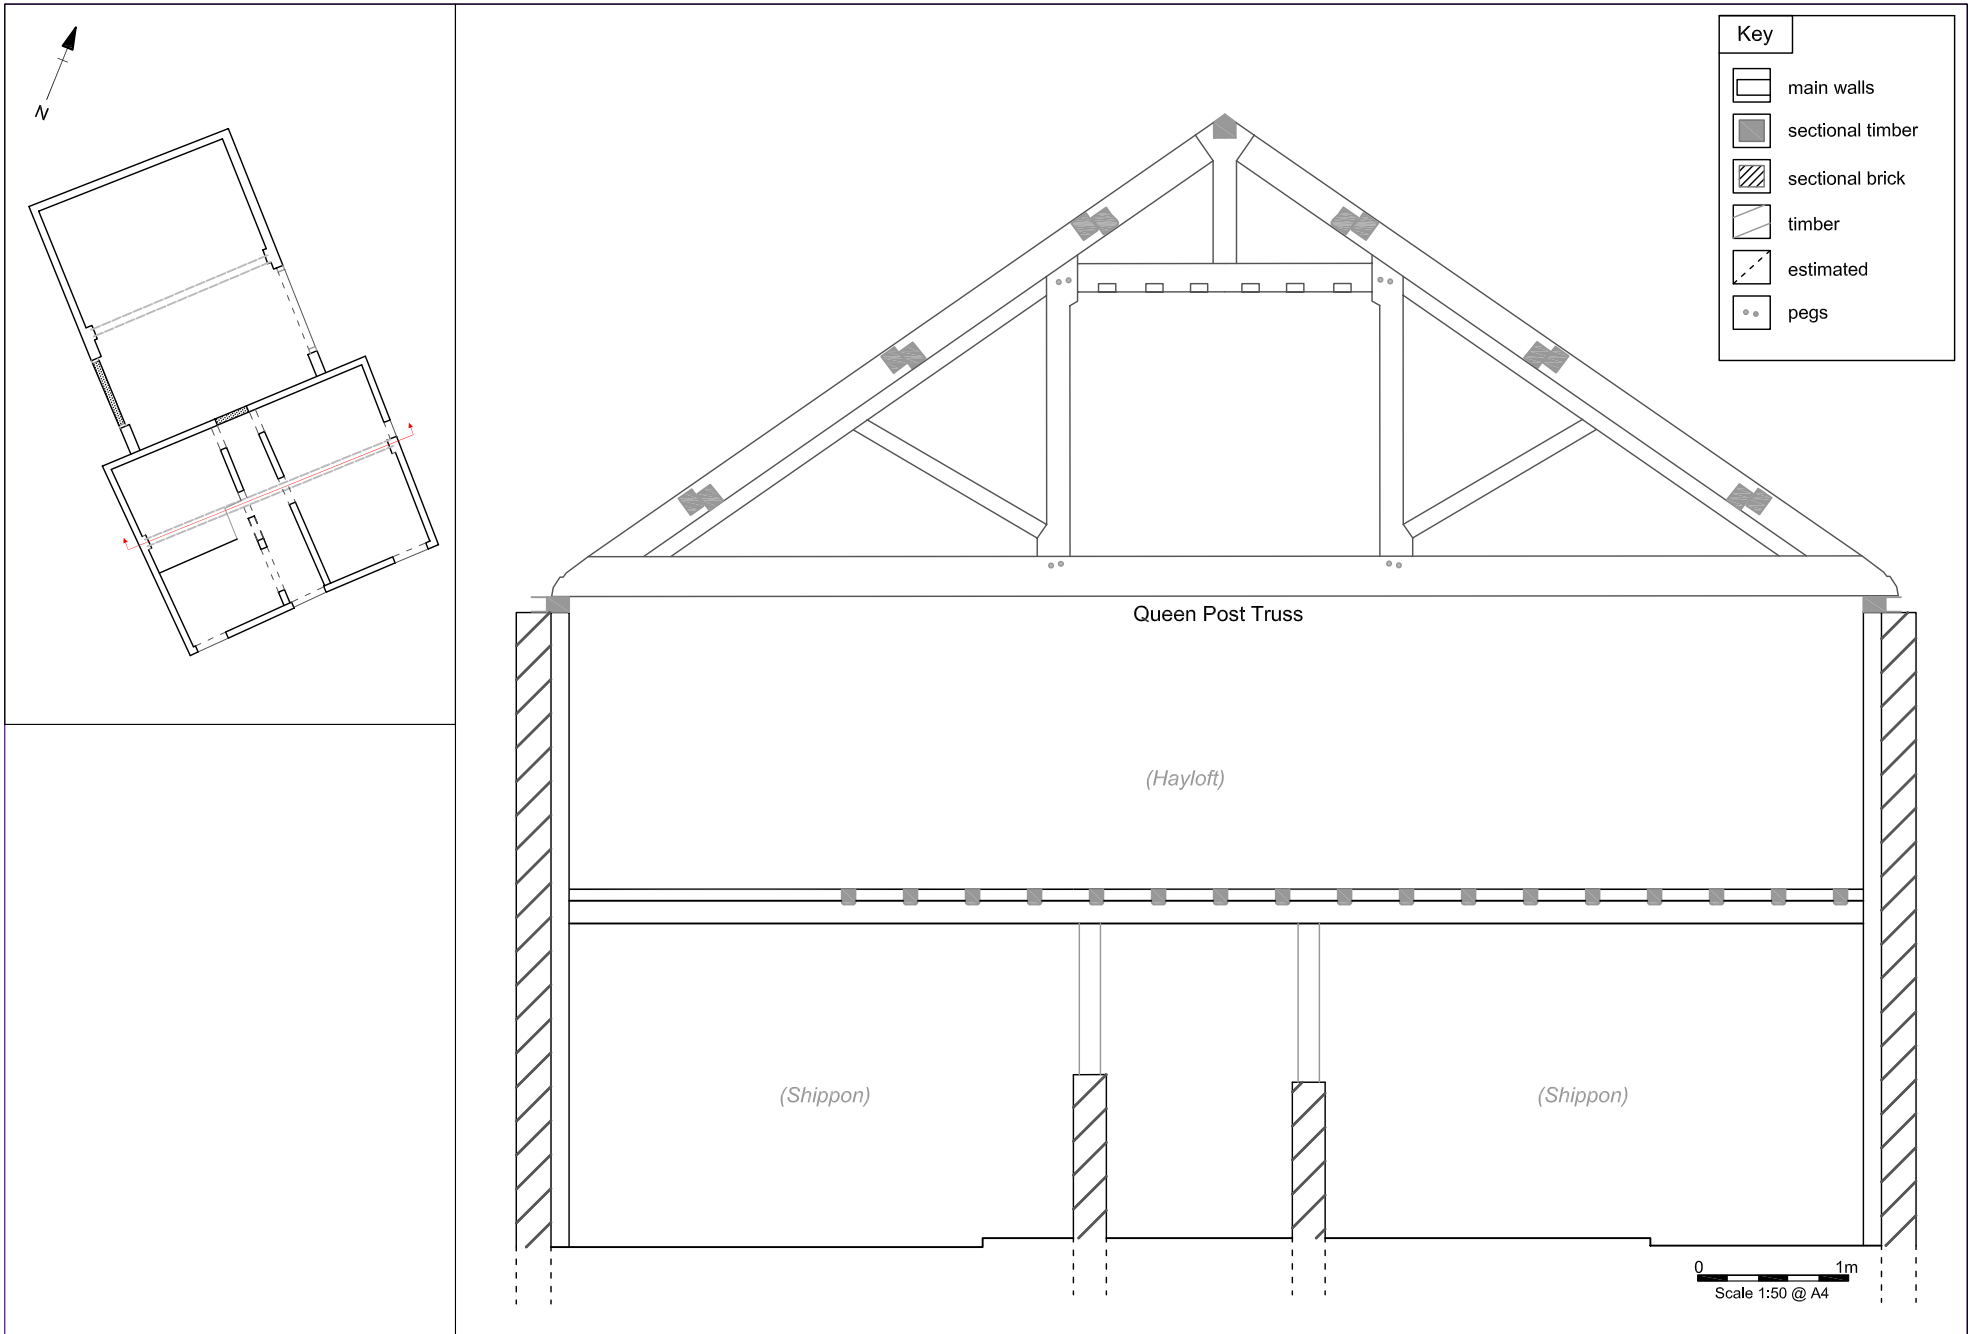 N
Key
main walls
sectional timber
sectional brick
timber
estimated
pegs
Queen Post Truss
(Hayloft)
(Shippon)
(Shippon)
0 1m
Scale 1:50 @ A4